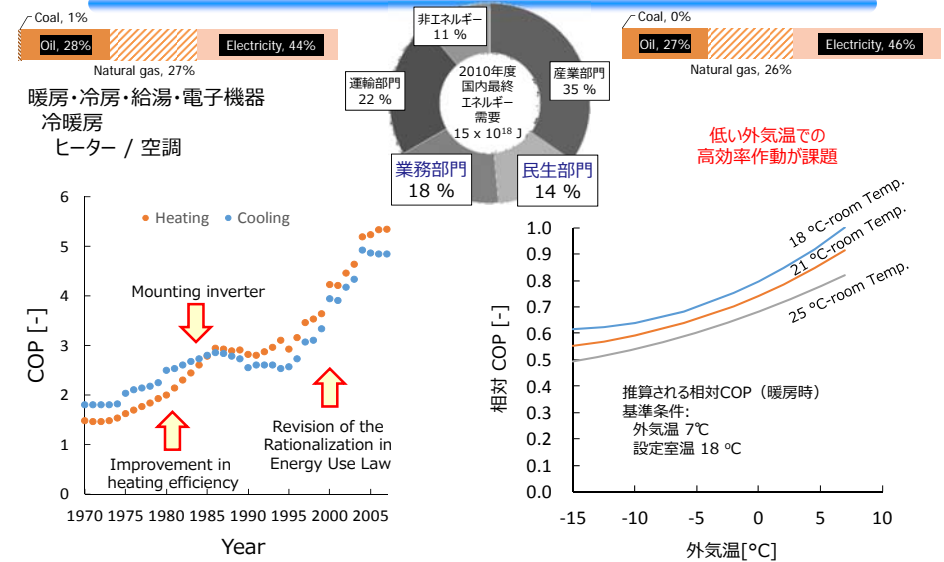 Coal, 1%
Oil, 28%
Electricity, 44%
Natural gas, 27%
暖房・冷房・給湯・電子機器
冷暖房
ヒーター / 空調
非エネルギー
11 %
運輸部門
22 %
2010年度
国内最終
エネルギー
需要
15 x 10¹⁸ J
産業部門
35 %
業務部門
18 %
民生部門
14 %
Coal, 0%
Oil, 27%
Electricity, 46%
Natural gas, 26%
低い外気温での
高効率作動が課題
COP [-]
6
5
4
3
2
1
0
Heating
Cooling
Mounting inverter
Improvement in
heating efficiency
Revision of the
Rationalization in
Energy Use Law
1970 1975 1980 1985 1990 1995 2000 2005
Year
相対 COP [-]
1.0
0.9
0.8
0.7
0.6
0.5
0.4
0.3
0.2
0.1
0.0
18 °C-room Temp.
21 °C-room Temp.
25 °C-room Temp.
推算される相対COP（暖房時）
基準条件:
外気温 7℃
設定室温 18 °C
-15 -10 -5 0 5 10
外気温[°C]